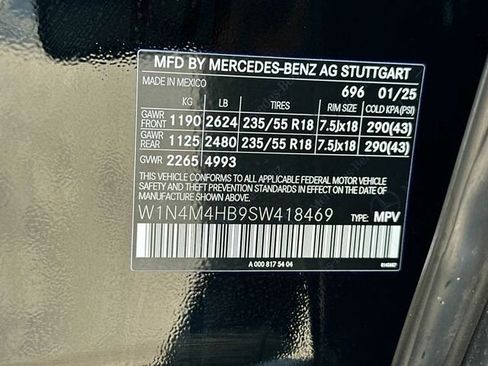 MFD BY MERCEDES-BENZ AG STUTTGART
MADE IN MEXICO 696 01/25
KG LB TIRES RIM SIZE COLD KPA(PSI)
GAWR FRONT 1190 2624 235/55 R18 7.5Jx18 290(43)
GAWR REAR 1125 2480 235/55 R18 7.5Jx18 290(43)
GVWR 2265 4993
THIS VEHICLE CONFORMS TO ALL APPLICABLE FEDERAL MOTOR VEHICLE
SAFETY AND THEFT PREVENTION STANDARDS IN EFFECT ON THE DATE
OF MANUFACTURE SHOWN ABOVE.
W1N4M4HB9SW418469 TYPE: MPV
A 000 817 54 04